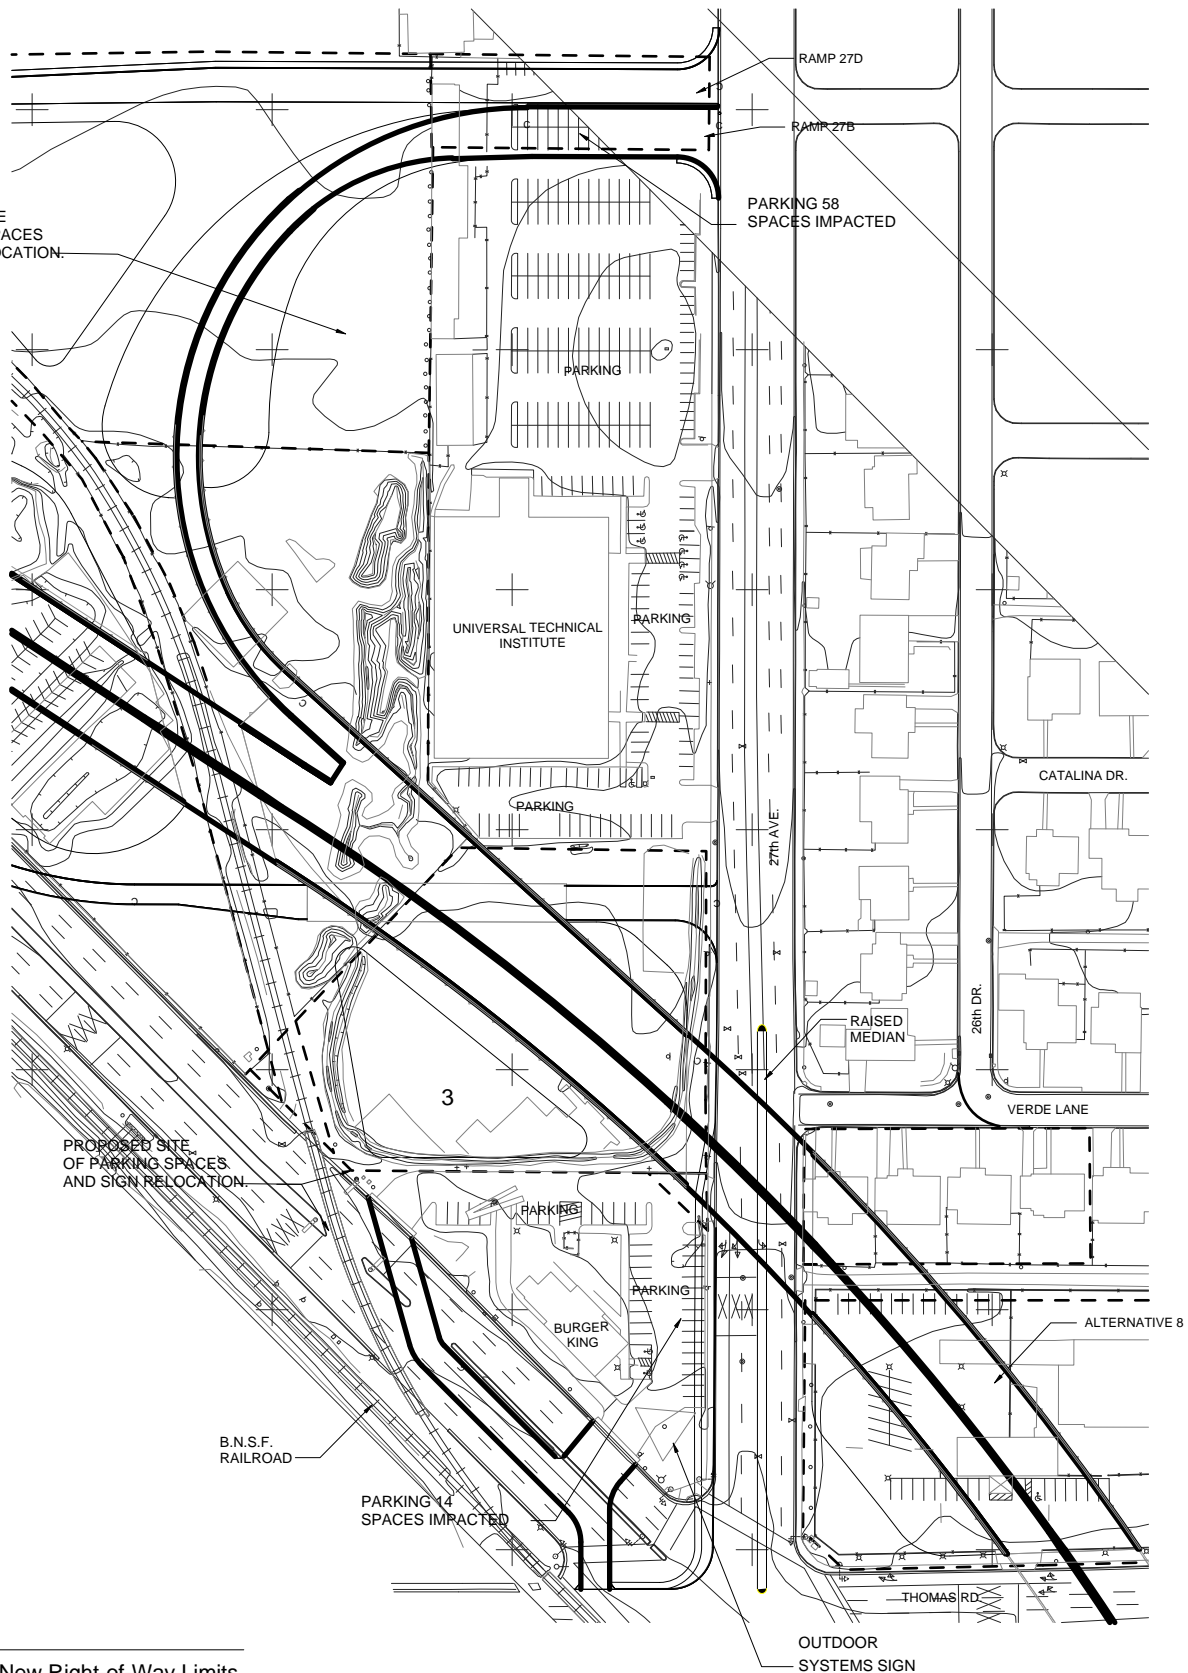 RAMP 27D
RAMP 27B
PARKING 58
SPACES IMPACTED
PARKING
UNIVERSAL TECHNICAL
INSTITUTE
PARKING
CATALINA DR.
PARKING
27th AVE.
26th DR.
RAISED
MEDIAN
3
VERDE LANE
PROPOSED SITE
OF PARKING SPACES
AND SIGN RELOCATION.
PARKING
PARKING
BURGER
KING
ALTERNATIVE 8
B.N.S.F.
RAILROAD
PARKING 14
SPACES IMPACTED
THOMAS RD
OUTDOOR
SYSTEMS SIGN
New Right-of-Way Limits